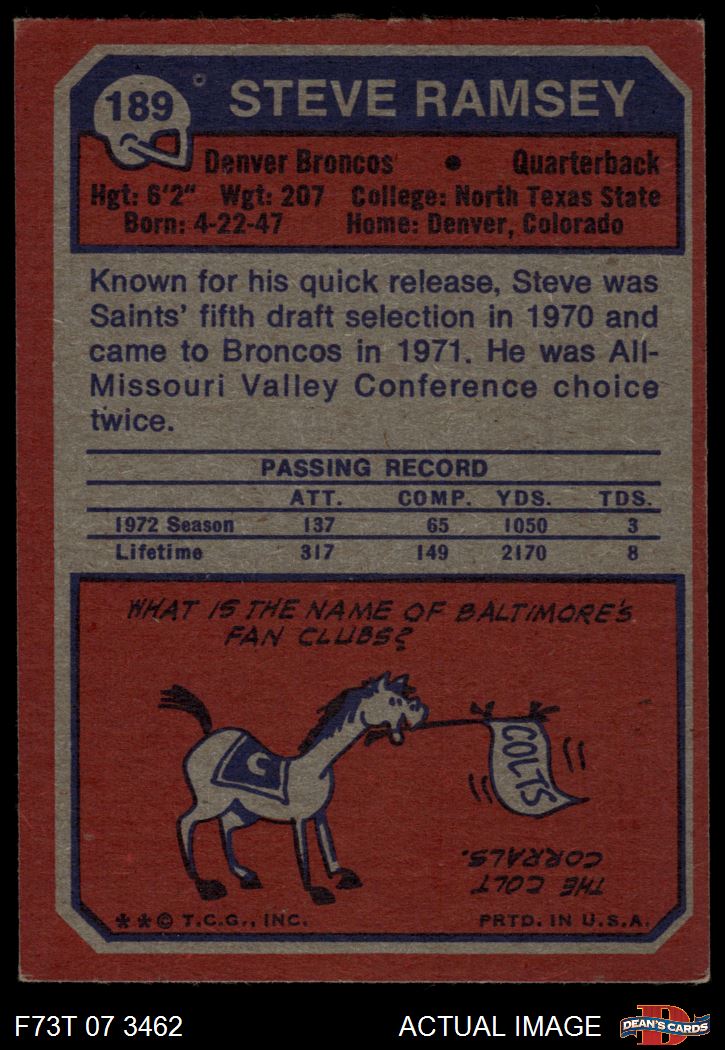 189
STEVE RAMSEY
Denver Broncos • Quarterback
Hgt: 6'2" Wgt: 207 College: North Texas State
Born: 4-22-47 Home: Denver, Colorado
Known for his quick release, Steve was
Saints' fifth draft selection in 1970 and
came to Broncos in 1971. He was All-
Missouri Valley Conference choice
twice.
PASSING RECORD
ATT. COMP. YDS. TDS.
1972 Season 137 65 1050 3
Lifetime 317 149 2170 8
WHAT IS THE NAME OF BALTIMORE'S
FAN CLUBS?
C
COLTS
THE COLT
CORRALS.
**© T.C.G., INC. PRTD. IN U.S.A.
F73T 07 3462 ACTUAL IMAGE
D
DEAN'S CARDS